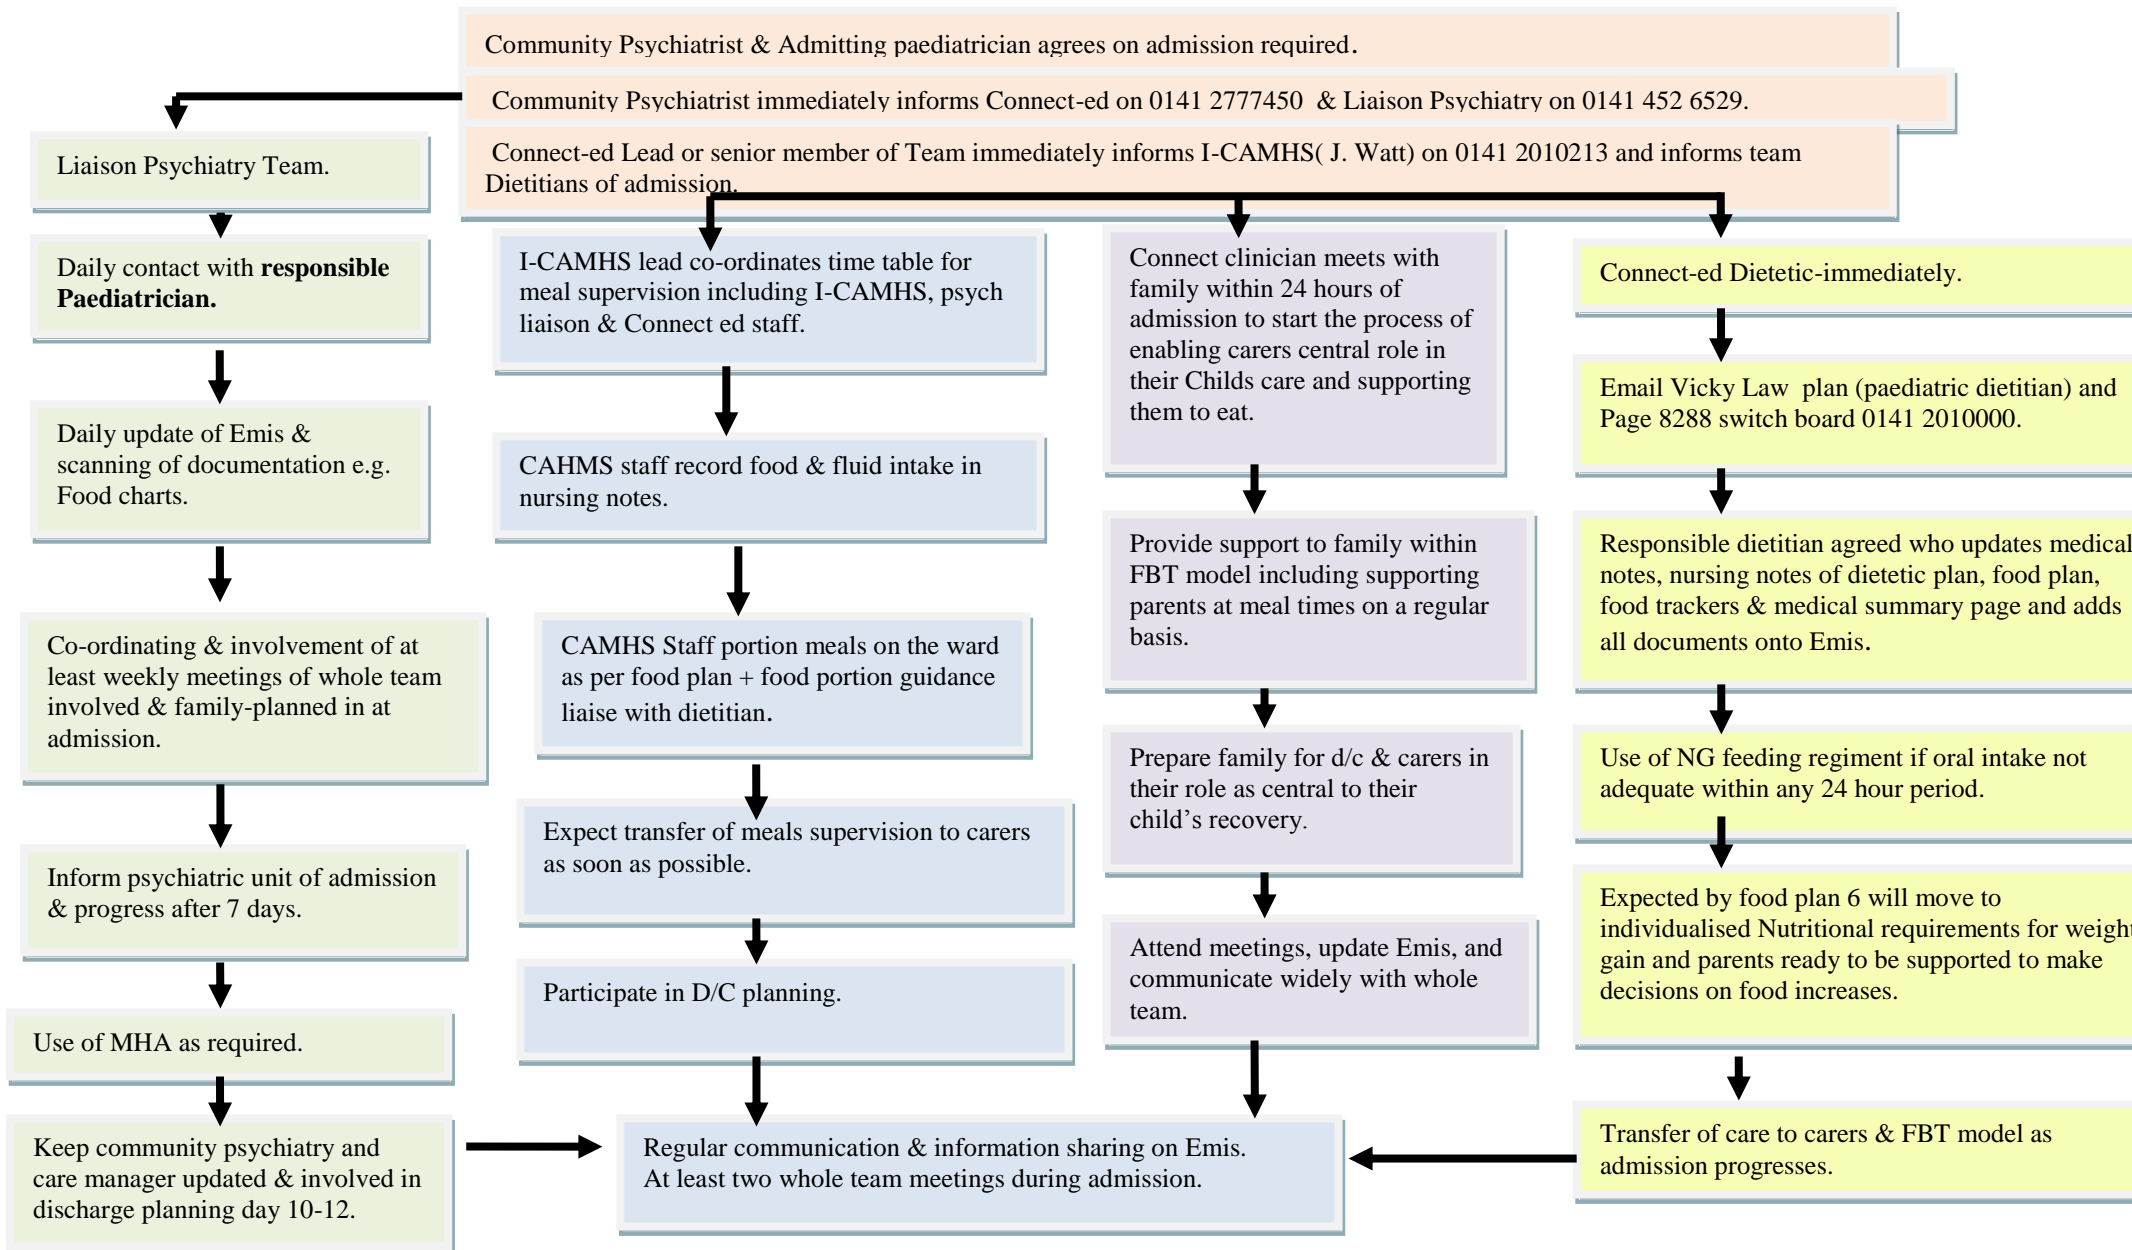 Community Psychiatrist & Admitting paediatrician agrees on admission required.
Community Psychiatrist immediately informs Connect-ed on 0141 2777450 & Liaison Psychiatry on 0141 452 6529.
Connect-ed Lead or senior member of Team immediately informs I-CAMHS( J. Watt) on 0141 2010213 and informs team
Dietitians of admission.
Liaison Psychiatry Team.
Daily contact with responsible
Paediatrician.
Daily update of Emis &
scanning of documentation e.g.
Food charts.
Co-ordinating & involvement of at
least weekly meetings of whole team
involved & family-planned in at
admission.
Inform psychiatric unit of admission
& progress after 7 days.
Use of MHA as required.
Keep community psychiatry and
care manager updated & involved in
discharge planning day 10-12.
I-CAMHS lead co-ordinates time table for
meal supervision including I-CAMHS, psych
liaison & Connect ed staff.
CAHMS staff record food & fluid intake in
nursing notes.
CAMHS Staff portion meals on the ward
as per food plan + food portion guidance
liaise with dietitian.
Expect transfer of meals supervision to carers
as soon as possible.
Participate in D/C planning.
Connect clinician meets with
family within 24 hours of
admission to start the process of
enabling carers central role in
their Childs care and supporting
them to eat.
Provide support to family within
FBT model including supporting
parents at meal times on a regular
basis.
Prepare family for d/c & carers in
their role as central to their
child’s recovery.
Attend meetings, update Emis, and
communicate widely with whole
team.
Connect-ed Dietetic-immediately.
Email Vicky Law plan (paediatric dietitian) and
Page 8288 switch board 0141 2010000.
Responsible dietitian agreed who updates medical
notes, nursing notes of dietetic plan, food plan,
food trackers & medical summary page and adds
all documents onto Emis.
Use of NG feeding regiment if oral intake not
adequate within any 24 hour period.
Expected by food plan 6 will move to
individualised Nutritional requirements for weight
gain and parents ready to be supported to make
decisions on food increases.
Transfer of care to carers & FBT model as
admission progresses.
Regular communication & information sharing on Emis.
At least two whole team meetings during admission.